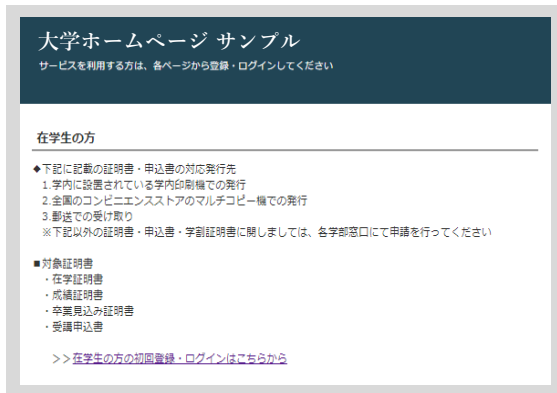 大学ホームページ サンプル
サービスを利用する方は、各ページから登録・ログインしてください
在学生の方
◆下記に記載の証明書・申込書の対応発行先
1.学内に設置されている学内印刷機での発行
2.全国のコンビニエンスストアのマルチコピー機での発行
3.郵送での受け取り
※下記以外の証明書・申込書・学割証明書に関しましては、各学部窓口にて申請を行ってください
■対象証明書
・在学証明書
・成績証明書
・卒業見込み証明書
・受講申込書
>>在学生の方の初回登録・ログインはこちらから